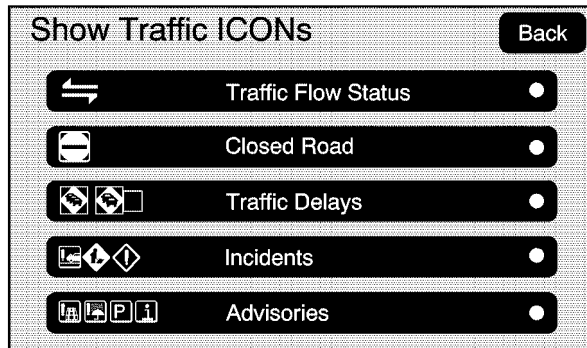 Show Traffic ICONs
Back
Traffic Flow Status
Closed Road
Traffic Delays
Incidents
P i Advisories